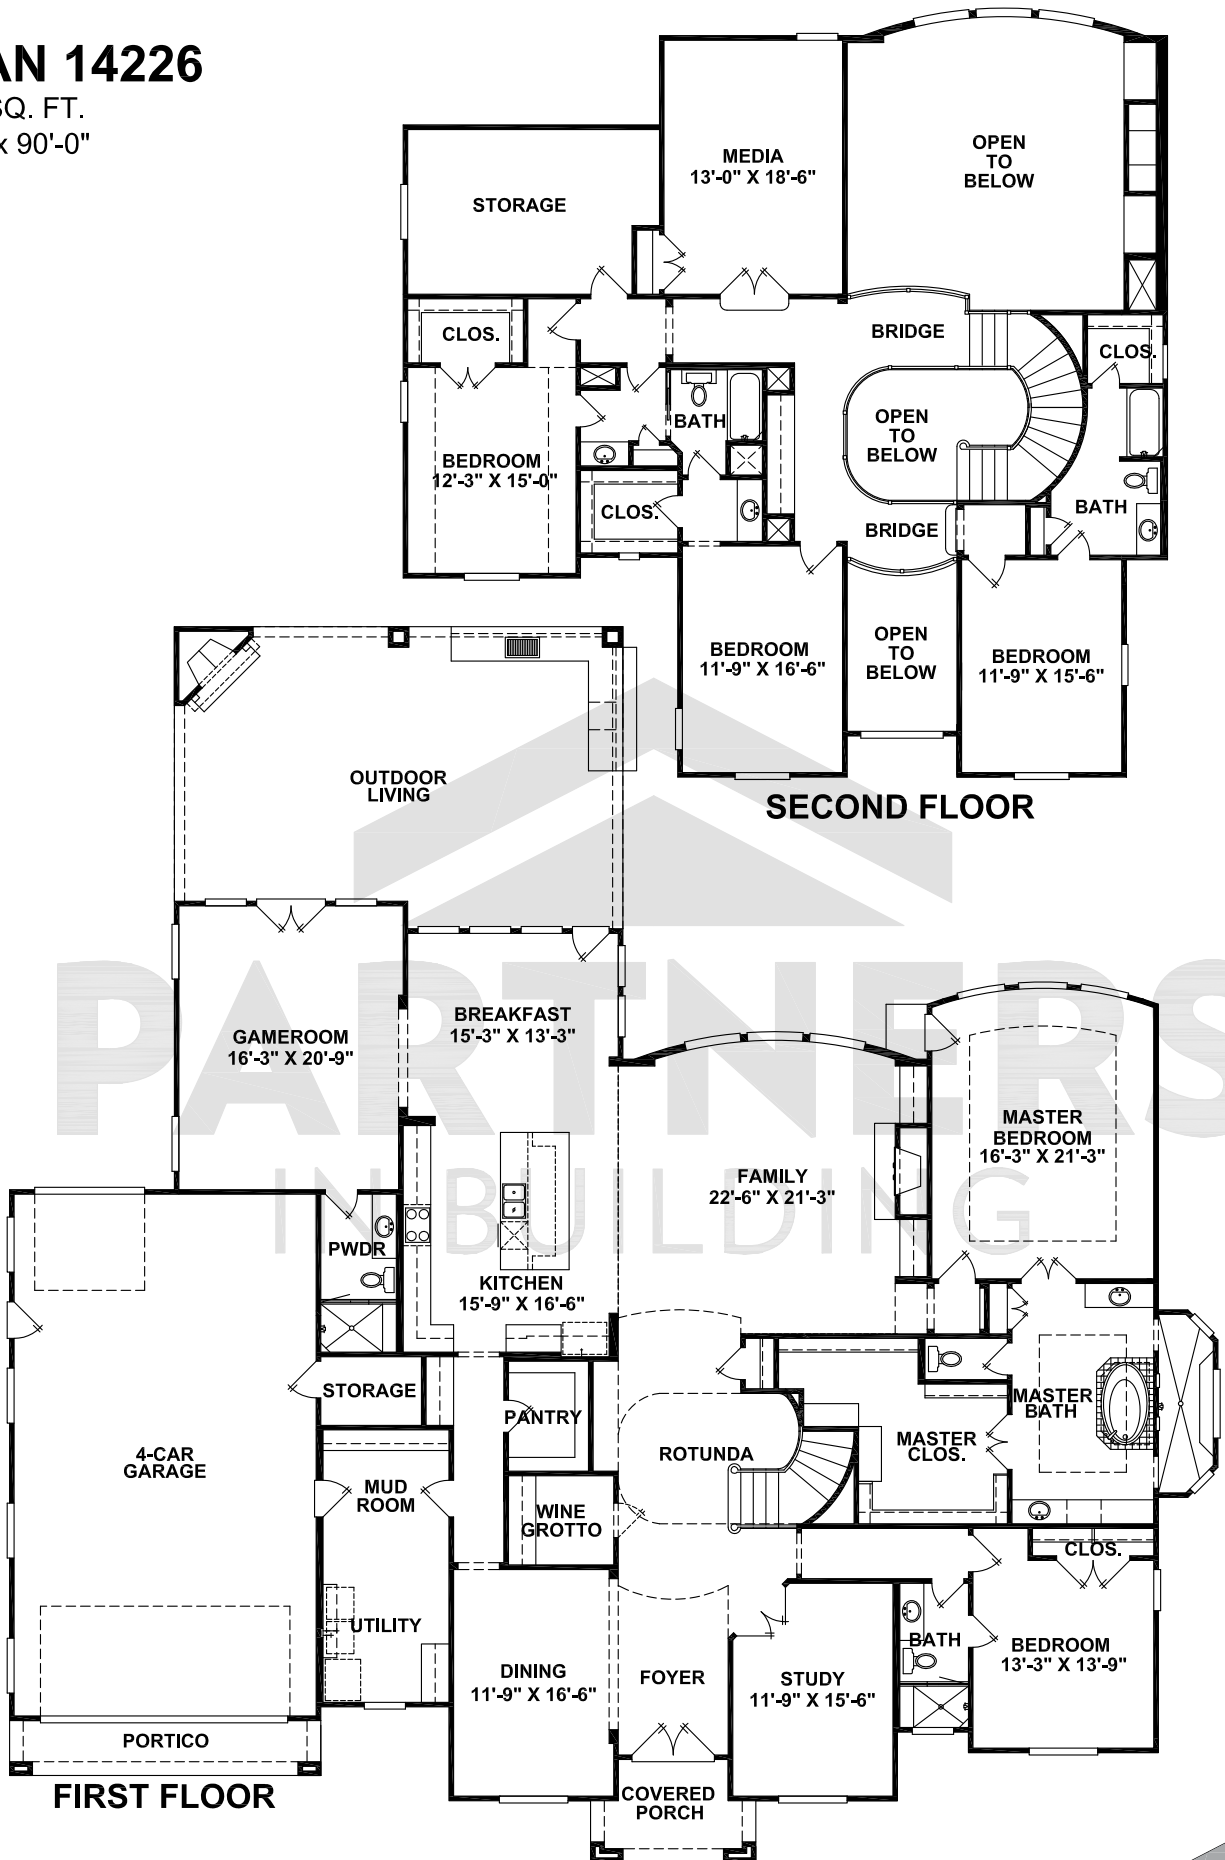 AN 14226
SQ. FT.
x 90'-0"
MEDIA
13'-0" X 18'-6"
OPEN
TO
BELOW
STORAGE
CLOS.
BRIDGE
CLOS.
BATH
OPEN
TO
BELOW
BEDROOM
12'-3" X 15'-0"
CLOS.
BRIDGE
BATH
BEDROOM
11'-9" X 16'-6"
OPEN
TO
BELOW
BEDROOM
11'-9" X 15'-6"
SECOND FLOOR
OUTDOOR
LIVING
PARTNERS
IN BUILDING
GAMEROOM
16'-3" X 20'-9"
BREAKFAST
15'-3" X 13'-3"
MASTER
BEDROOM
16'-3" X 21'-3"
FAMILY
22'-6" X 21'-3"
PWDR
KITCHEN
15'-9" X 16'-6"
STORAGE
PANTRY
MASTER
BATH
4-CAR
GARAGE
ROTUNDA
MASTER
CLOS.
MUD
ROOM
WINE
GROTTO
CLOS.
UTILITY
BATH
BEDROOM
13'-3" X 13'-9"
DINING
11'-9" X 16'-6"
FOYER
STUDY
11'-9" X 15'-6"
PORTICO
COVERED
PORCH
FIRST FLOOR